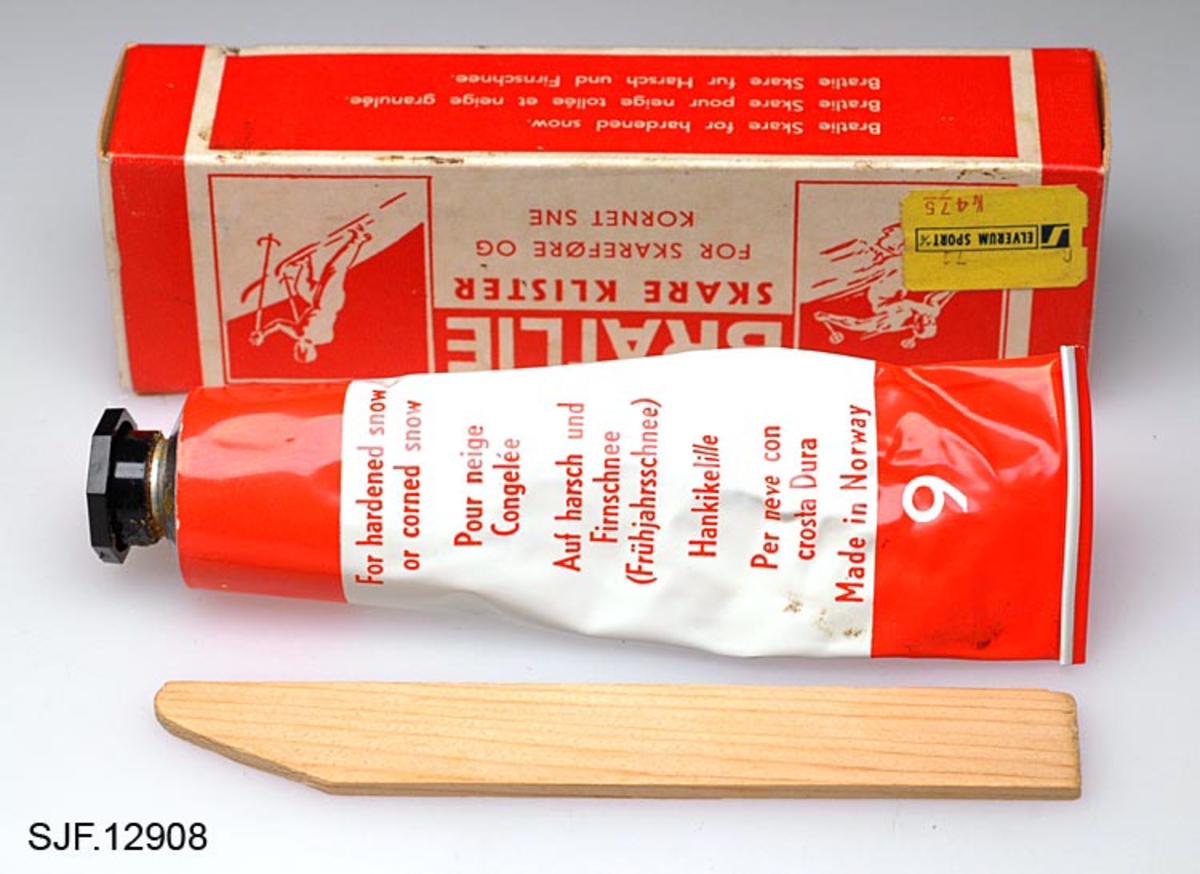 Bratlie Skare for hardened snow.
Bratlie Skare pour neige tollée et neige granulée.
Bratlie Skare fur Harsch und Firnschnee.
BRATLIE
SKARE KLISTER
FOR SKAREFØRE OG
KORNET SNE
ELVERUM SPORT A/S
Kr 475
For hardened snow
or corned snow
Pour neige
Congelée
Auf harsch und
Firnschnee
(Frühjahrsschnee)
Hankikelille
Per neve con
crosta Dura
Made in Norway
9
SJF.12908